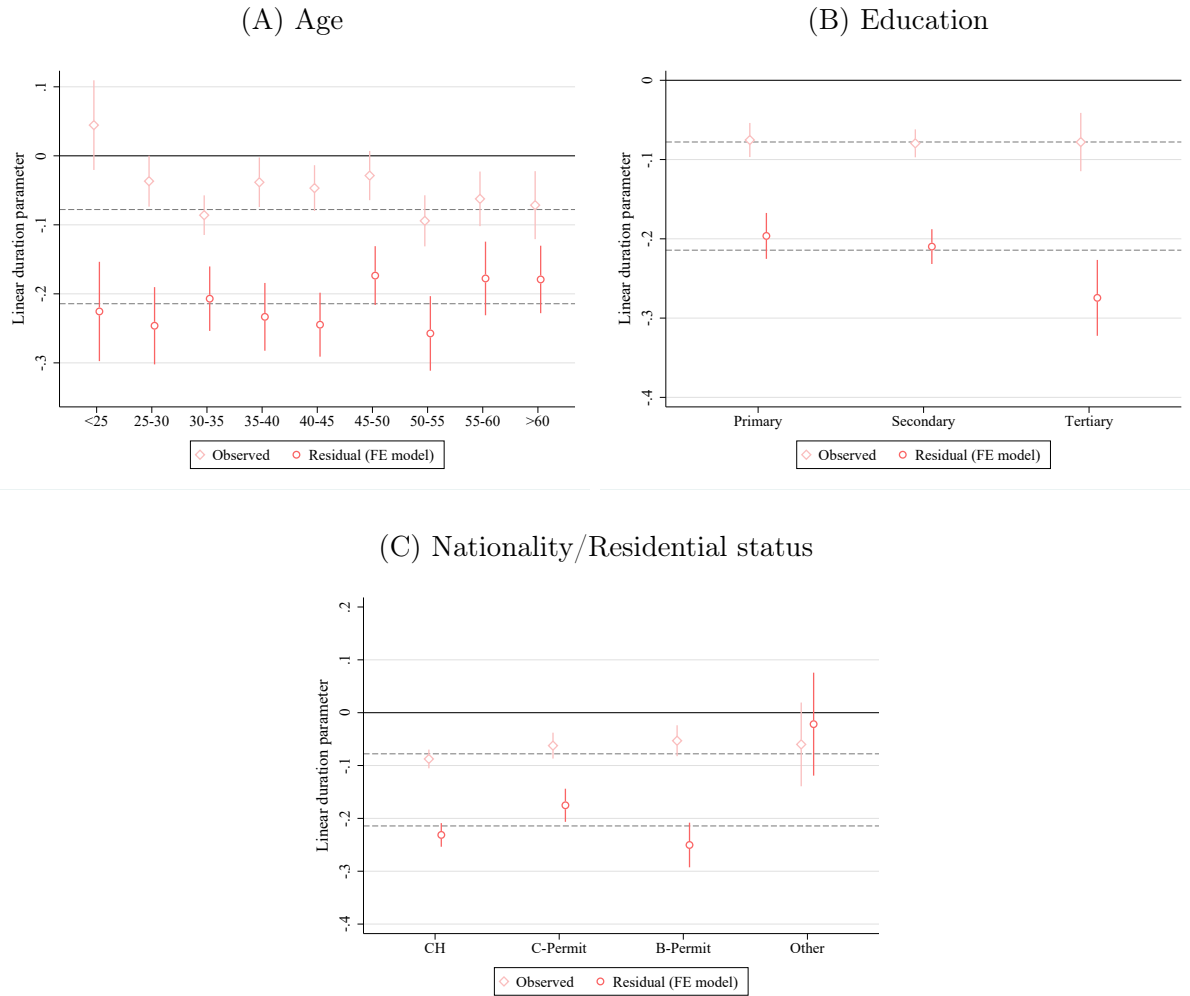 (A) Age
Linear duration parameter
.1
0
-.1
-.2
-.3
<25 25-30 30-35 35-40 40-45 45-50 50-55 55-60 >60
Observed Residual (FE model)
(B) Education
Linear duration parameter
0
-.1
-.2
-.3
-.4
Primary Secondary Tertiary
Observed Residual (FE model)
(C) Nationality/Residential status
Linear duration parameter
.2
.1
0
-.1
-.2
-.3
-.4
CH C-Permit B-Permit Other
Observed Residual (FE model)